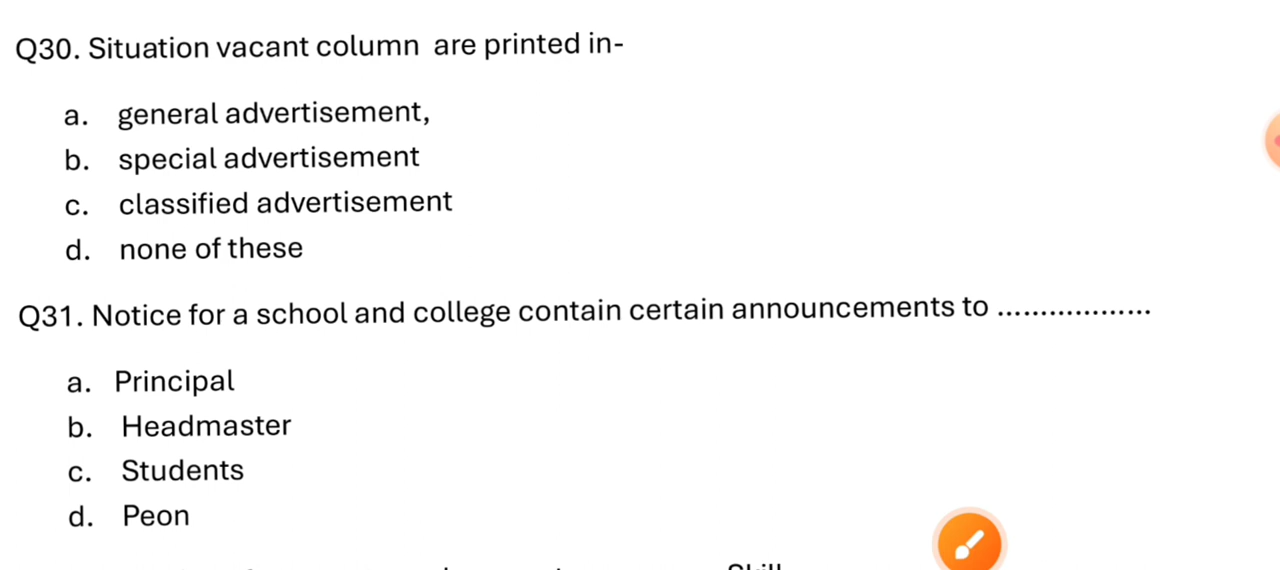 Q30. Situation vacant column are printed in-
a. general advertisement,
b. special advertisement
c. classified advertisement
d. none of these
Q31. Notice for a school and college contain certain announcements to ..................
a. Principal
b. Headmaster
c. Students
d. Peon